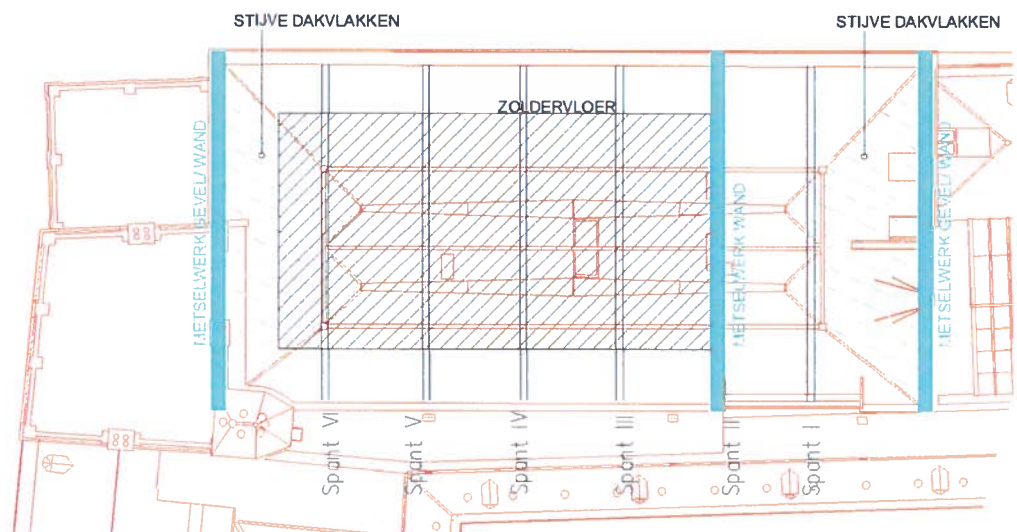 STIJVE DAKVLAKKEN
STIJVE DAKVLAKKEN
ZOLDERVLOER
METSELWERK GEVEL/ WAND
METSELWERK WAND
METSELWERK GEVEL/ WAND
Spant VI
Spant V
Spant IV
Spant III
Spant II
Spant I